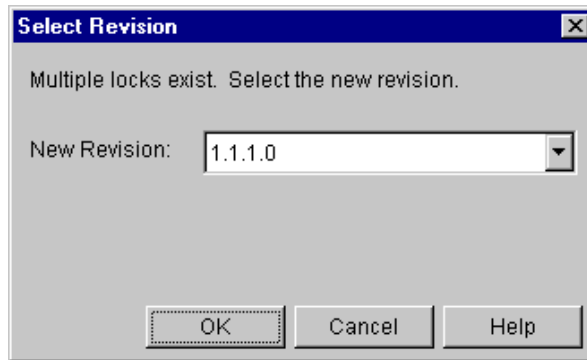 Select Revision
Multiple locks exist. Select the new revision.
New Revision: 1.1.1.0
OK Cancel Help